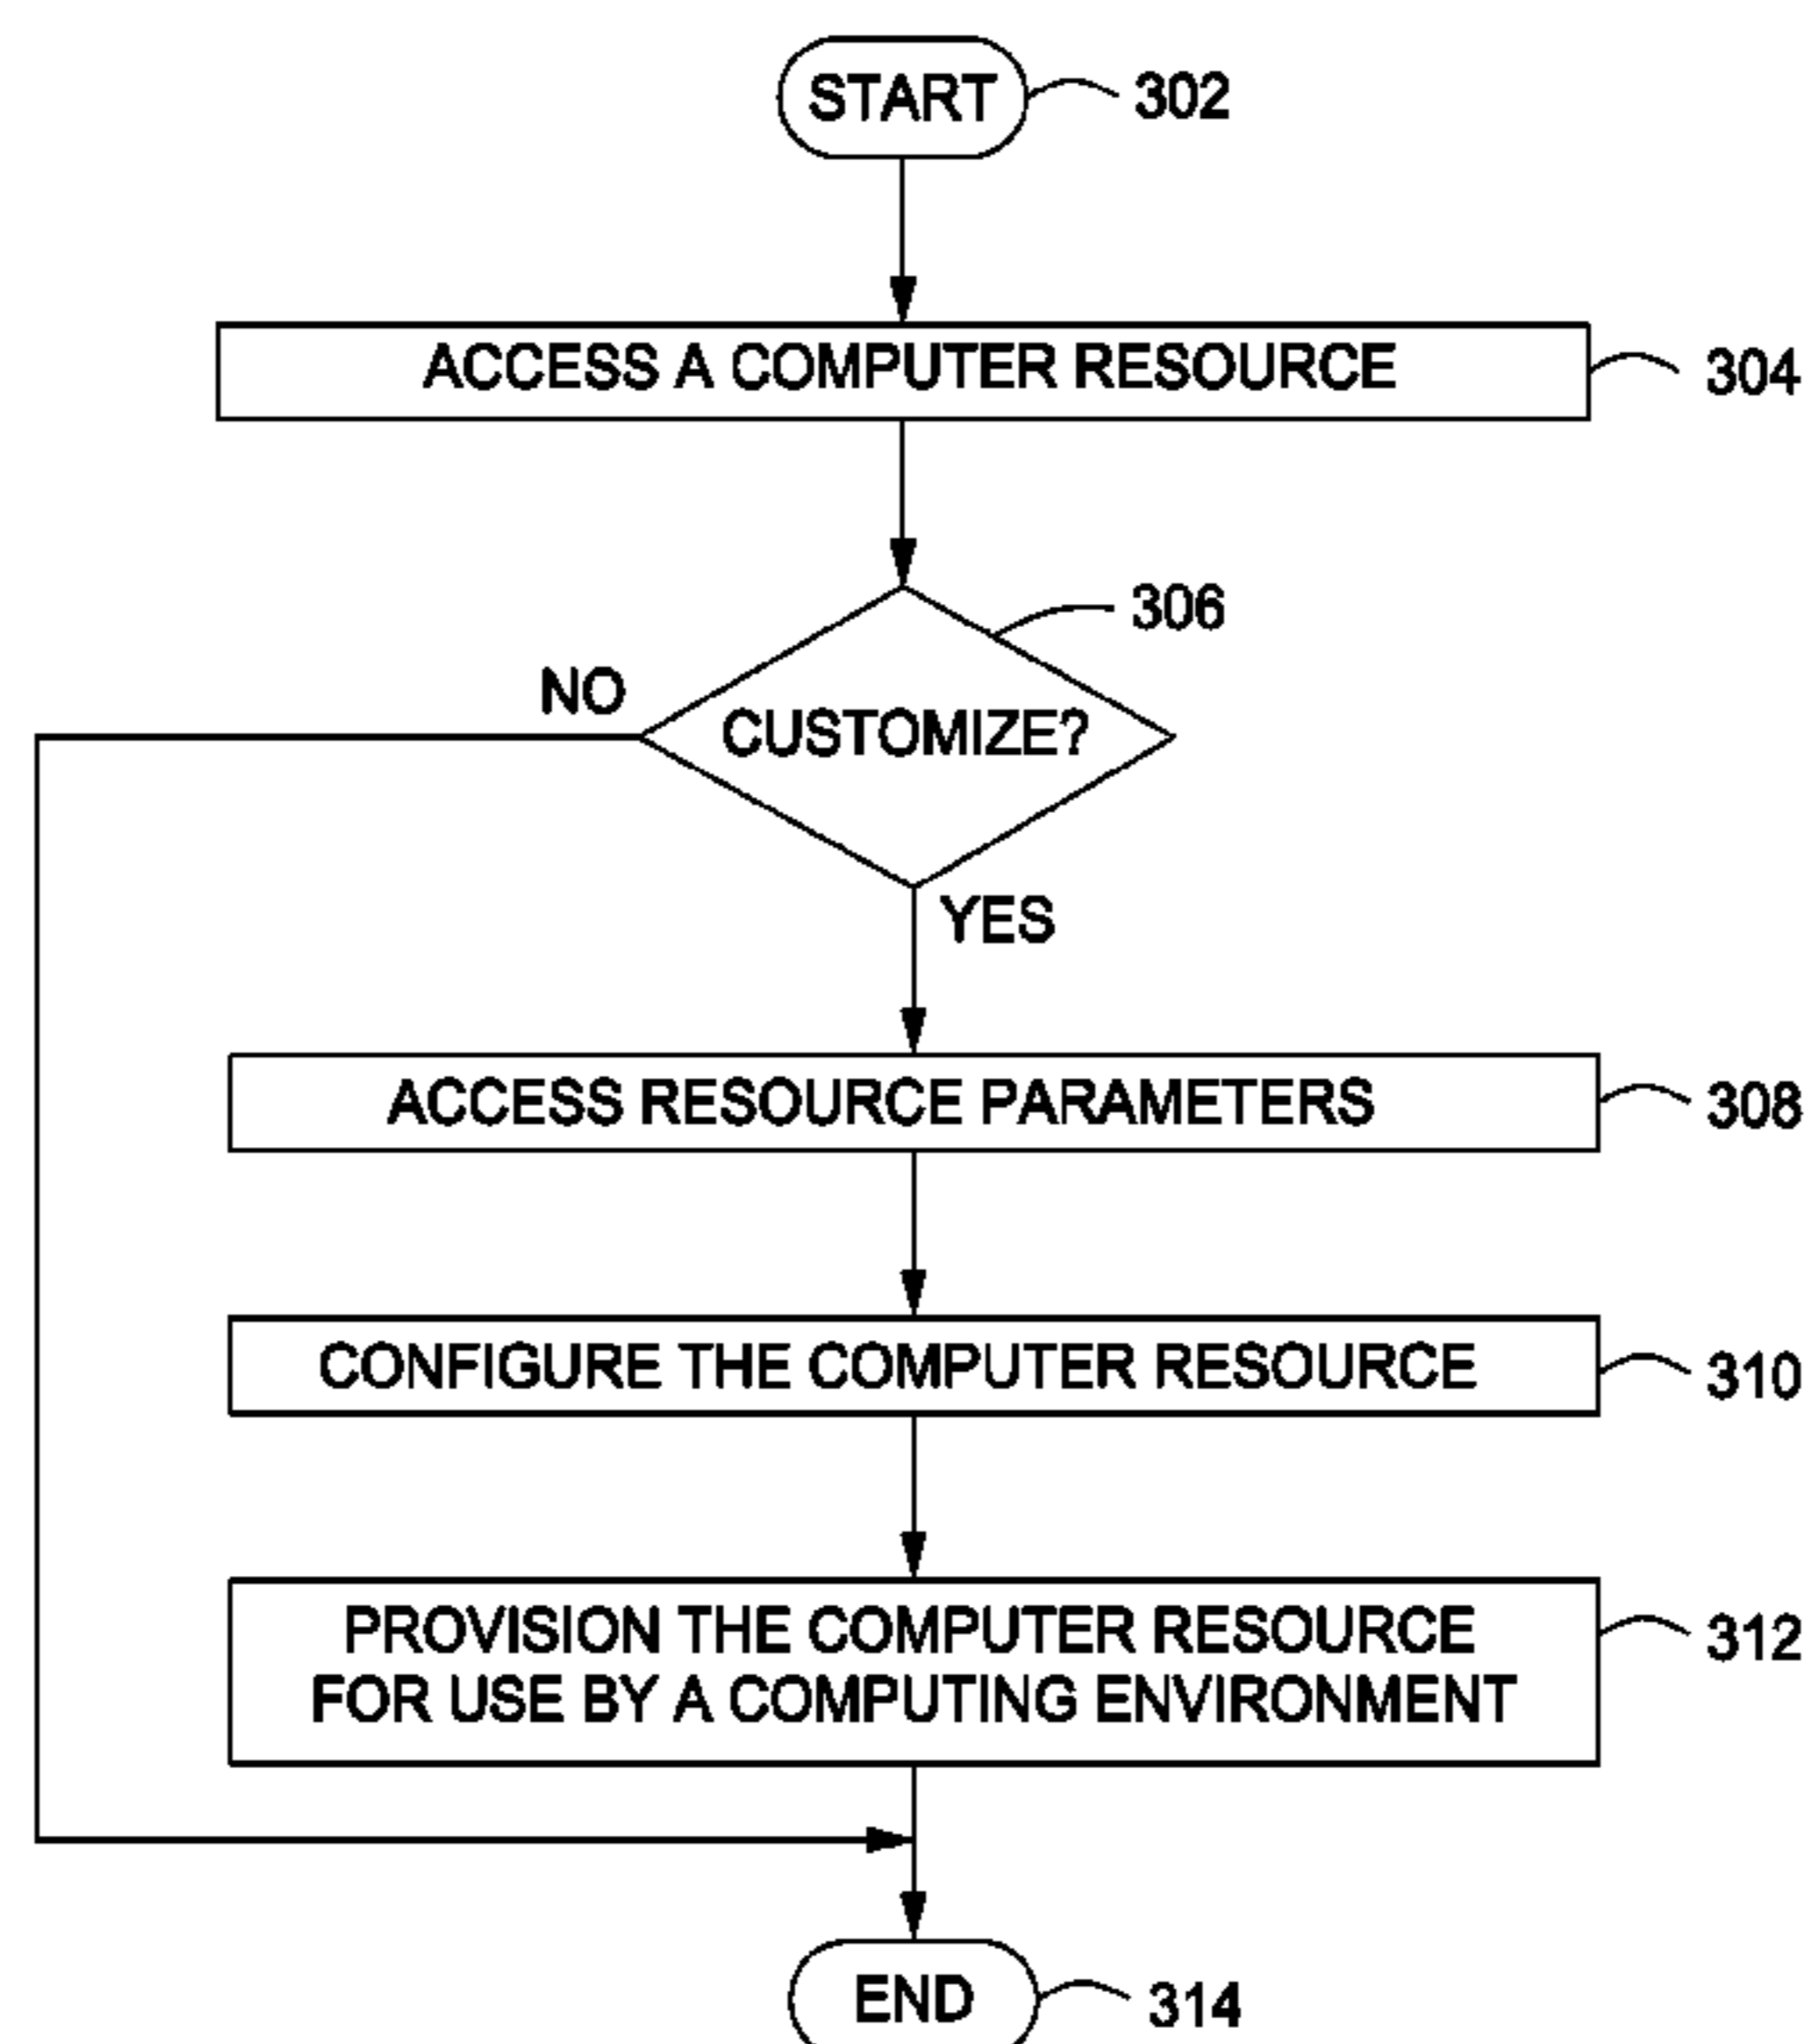 START
302
ACCESS A COMPUTER RESOURCE
304
306
NO
CUSTOMIZE?
YES
ACCESS RESOURCE PARAMETERS
308
CONFIGURE THE COMPUTER RESOURCE
310
PROVISION THE COMPUTER RESOURCE
FOR USE BY A COMPUTING ENVIRONMENT
312
END
314